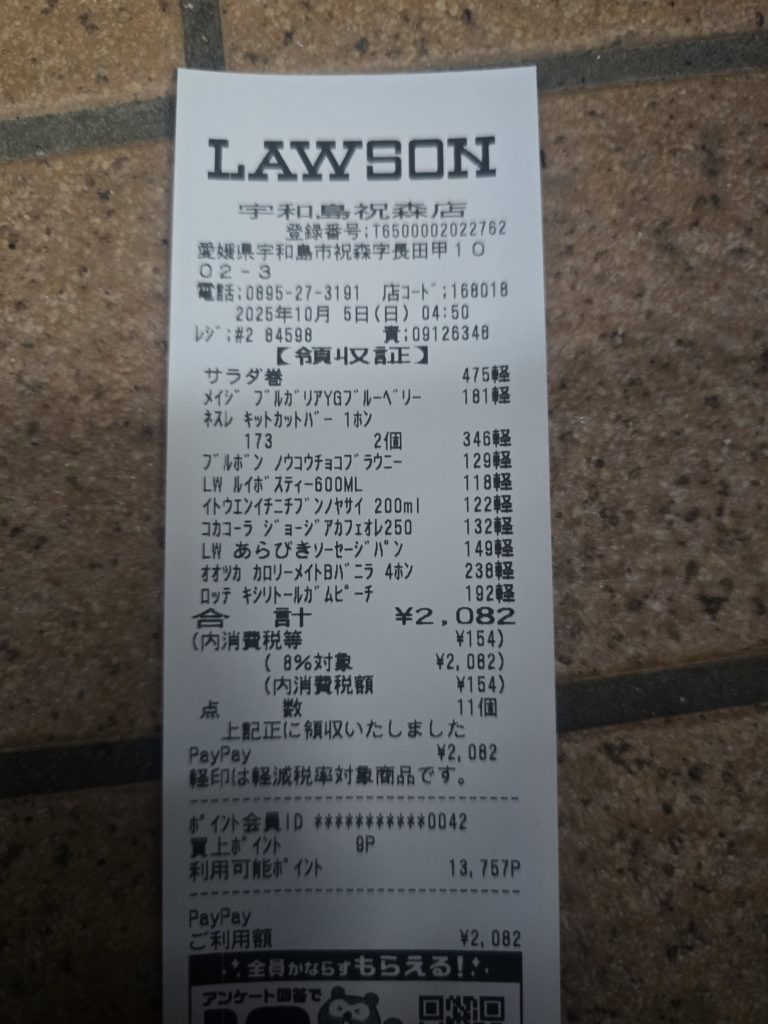 LAWSON
宇和島祝森店
登録番号;T6500002022762
愛媛県宇和島市祝森字長田甲10
02-3
電話;0895-27-3191 店コード;168018
2025年10月 5日(日) 04:50
レジ;#2 84598 責;09126348
【領収証】
サラダ巻 475軽
メイジ ブルガリアYGブルーベリー 181軽
ネスレ キットカットバー 1ホン
173 2個 346軽
ブルボン ノウコウチョコブラウニー 129軽
LW ルイボスティー600ML 118軽
イトウエンイチニチブンノヤサイ 200ml 122軽
コカコーラ ジョージアカフェオレ250 132軽
LW あらびきソーセージパン 149軽
オオツカ カロリーメイトBバニラ 4ホン 238軽
ロッテ キシリトールガムピーチ 192軽
合 計 ¥2,082
(内消費税等 ¥154)
( 8%対象 ¥2,082)
(内消費税額 ¥154)
点 数 11個
上記正に領収いたしました
PayPay ¥2,082
軽印は軽減税率対象商品です。
ポイント会員ID ***********0042
買上ポイント 9P
利用可能ポイント 13,757P
PayPay
ご利用額 ¥2,082
全員かならずもらえる!
アンケート回答で